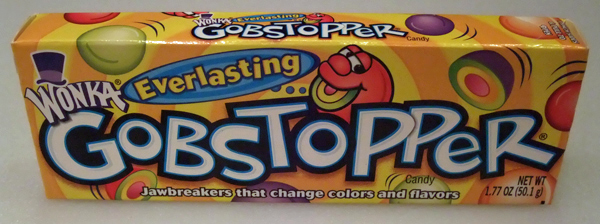 WONKA Everlasting
GOBSTOPPER
Candy
WONKA®
Everlasting
GOBSTOPPER®
Candy
Jawbreakers that change colors and flavors
NET WT
1.77 OZ (50.1 g)